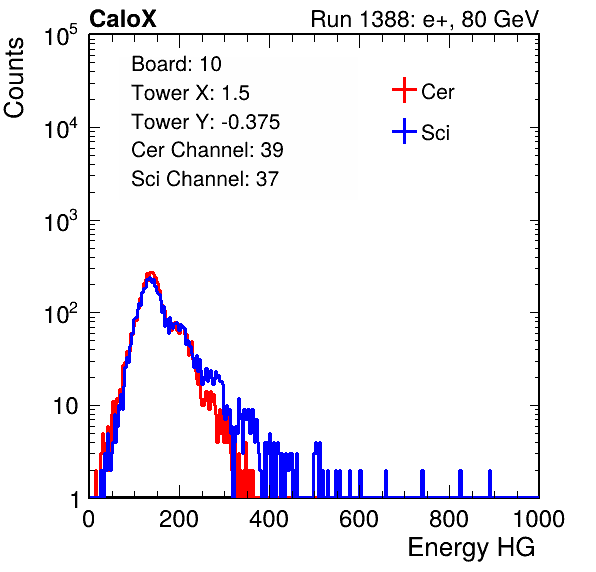 CaloX Run 1388: e+, 80 GeV
Counts
Board: 10
Tower X: 1.5
Tower Y: -0.375
Cer Channel: 39
Sci Channel: 37
Cer
Sci
10^5
10^4
10^3
10^2
10
1
0 200 400 600 800 1000
Energy HG